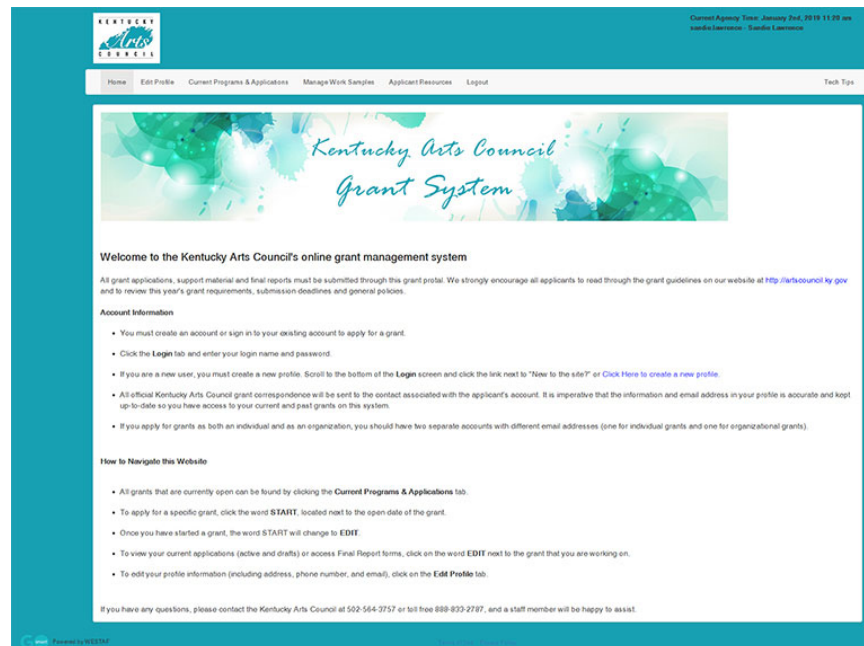 KENTUCKY
Arts
COUNCIL
Current Agency Time: January 2nd, 2019 11:29 am
sandie.lawrence - Sandie Lawrence
Home Edit Profile Current Programs & Applications Manage Work Samples Applicant Resources Logout Tech Tips
Kentucky Arts Council
Grant System
Welcome to the Kentucky Arts Council's online grant management system
All grant applications, support material and final reports must be submitted through this grant protal. We strongly encourage all applicants to read through the grant guidelines on our website at http://artscouncil.ky.gov
and to review this year's grant requirements, submission deadlines and general policies.
Account Information
• You must create an account or sign in to your existing account to apply for a grant.
• Click the Login tab and enter your login name and password.
• If you are a new user, you must create a new profile. Scroll to the bottom of the Login screen and click the link next to "New to the site?" or Click Here to create a new profile.
• All official Kentucky Arts Council grant correspondence will be sent to the contact associated with the applicant's account. It is imperative that the information and email address in your profile is accurate and kept
up-to-date so you have access to your current and past grants on this system.
• If you apply for grants as both an individual and as an organization, you should have two separate accounts with different email addresses (one for individual grants and one for organizational grants).
How to Navigate this Website
• All grants that are currently open can be found by clicking the Current Programs & Applications tab.
• To apply for a specific grant, click the word START, located next to the open date of the grant.
• Once you have started a grant, the word START will change to EDIT.
• To view your current applications (active and drafts) or access Final Report forms, click on the word EDIT next to the grant that you are working on.
• To edit your profile information (including address, phone number, and email), click on the Edit Profile tab.
If you have any questions, please contact the Kentucky Arts Council at 502-564-3757 or toll free 888-833-2787, and a staff member will be happy to assist.
GO smart Powered by WESTAF